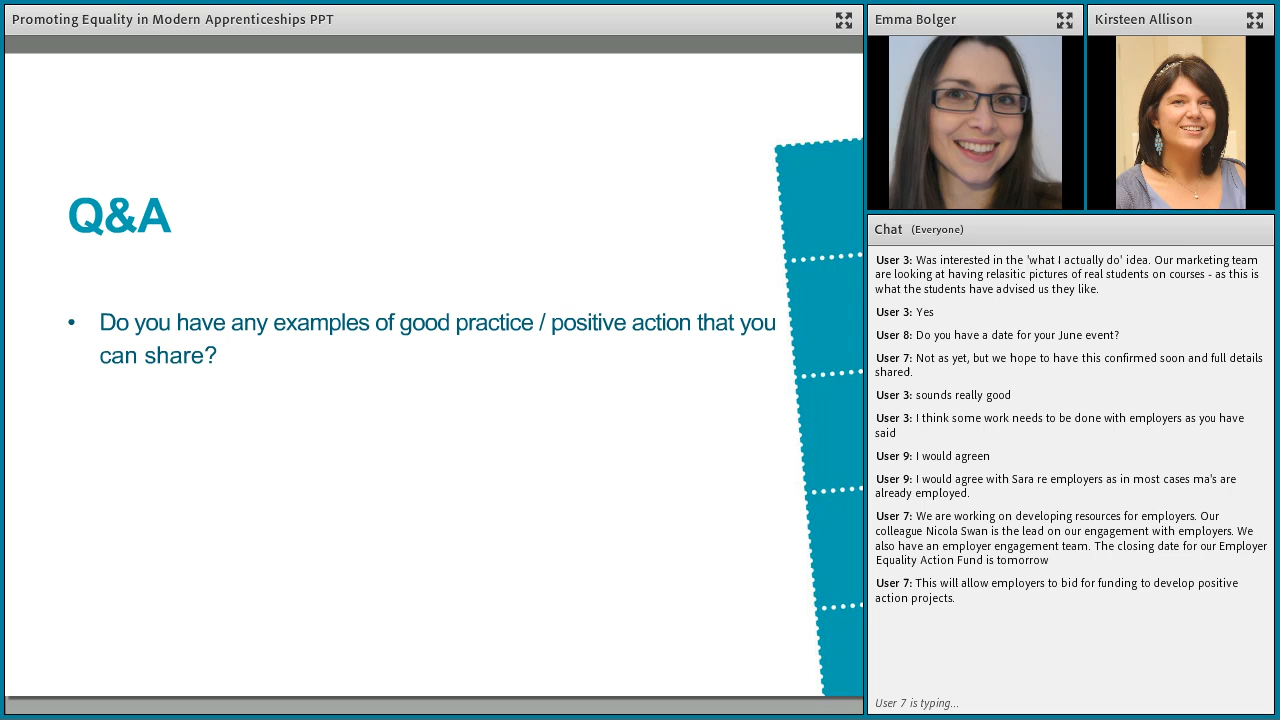 Promoting Equality in Modern Apprenticeships PPT
Q&A
• Do you have any examples of good practice / positive action that you
can share?
Emma Bolger
Kirsteen Allison
Chat (Everyone)
User 3: Was interested in the 'what I actually do' idea. Our marketing team
are looking at having relasitic pictures of real students on courses - as this is
what the students have advised us they like.
User 3: Yes
User 8: Do you have a date for your June event?
User 7: Not as yet, but we hope to have this confirmed soon and full details
shared.
User 3: sounds really good
User 3: I think some work needs to be done with employers as you have
said
User 9: I would agreen
User 9: I would agree with Sara re employers as in most cases ma's are
already employed.
User 7: We are working on developing resources for employers. Our
colleague Nicola Swan is the lead on our engagement with employers. We
also have an employer engagement team. The closing date for our Employer
Equality Action Fund is tomorrow
User 7: This will allow employers to bid for funding to develop positive
action projects.
User 7 is typing...